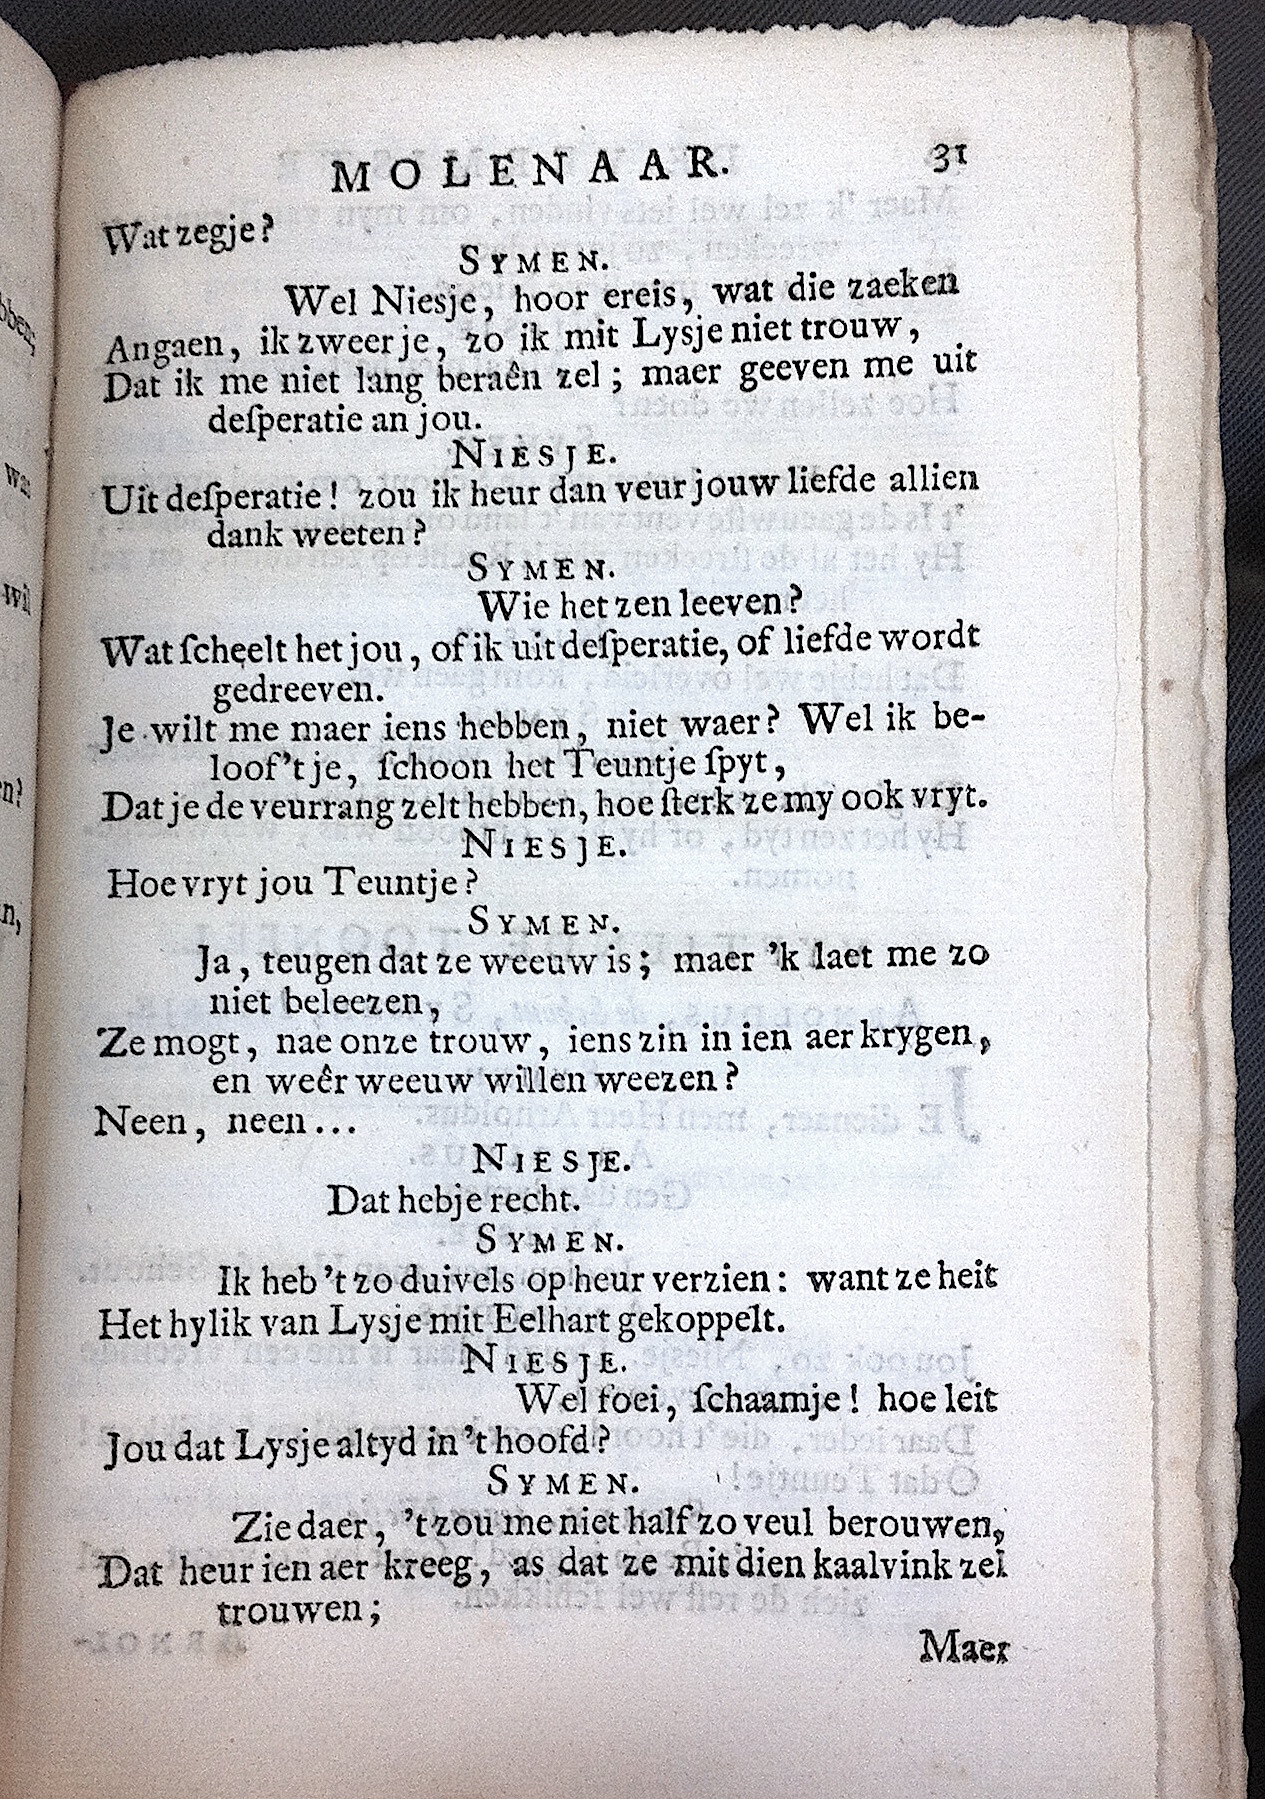 MOLENAAR. 31
Wat zegje?
SYMEN.
Wel Niesje, hoor ereis, wat die zaeken
Angaen, ik zweer je, zo ik mit Lysje niet trouw,
Dat ik me niet lang beraên zel; maer geeven me uit
deſperatie an jou.
NIESJE.
Uit deſperatie! zou ik heur dan veur jouw liefde allien
dank weeten?
SYMEN.
Wie het zen leeven?
Wat ſcheelt het jou, of ik uit deſperatie, of liefde wordt
gedreeven.
Je wilt me maer iens hebben, niet waer? Wel ik be-
loof't je, ſchoon het Teuntje ſpyt,
Dat je de veurrang zelt hebben, hoe ſterk ze my ook vryt.
NIESJE.
Hoe vryt jou Teuntje?
SYMEN.
Ja, teugen dat ze weeuw is; maer 'k laet me zo
niet beleezen,
Ze mogt, nae onze trouw, iens zin in ien aer krygen,
en weêr weeuw willen weezen?
Neen, neen...
NIESJE.
Dat hebje recht.
SYMEN.
Ik heb 't zo duivels op heur verzien: want ze heit
Het hylik van Lysje mit Eelhart gekoppelt.
NIESJE.
Wel foei, ſchaamje! hoe leit
Jou dat Lysje altyd in 't hoofd?
SYMEN.
Zie daer, 't zou me niet half zo veul berouwen,
Dat heur ien aer kreeg, as dat ze mit dien kaalvink zel
trouwen;
Maer